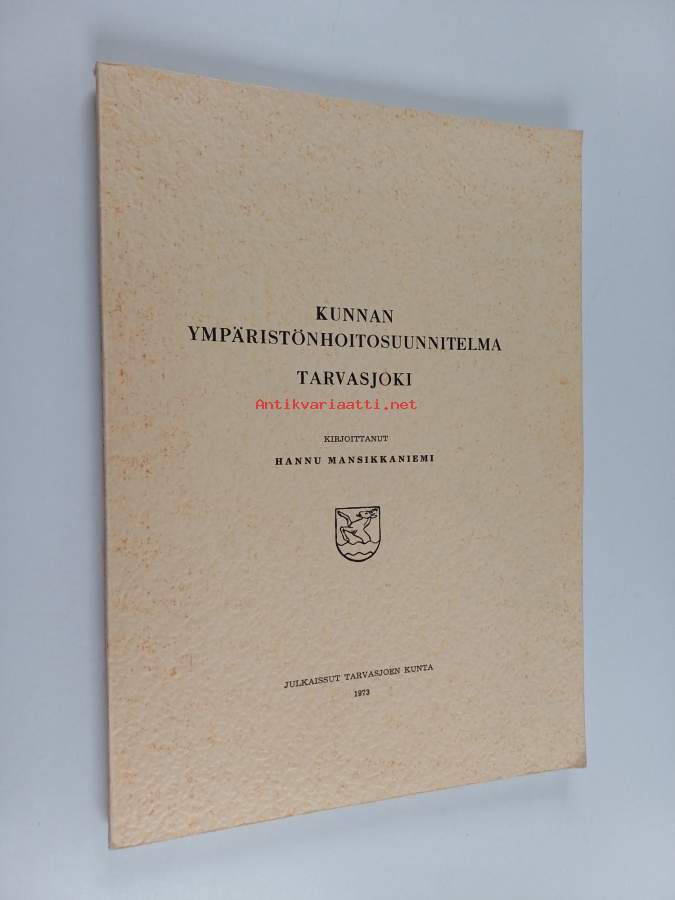 KUNNAN
YMPÄRISTÖNHOITOSUUNNITELMA
TARVASJOKI
Antikvariaatti.net
KIRJOITTANUT
HANNU MANSIKKANIEMI
JULKAISSUT TARVASJOEN KUNTA
1973